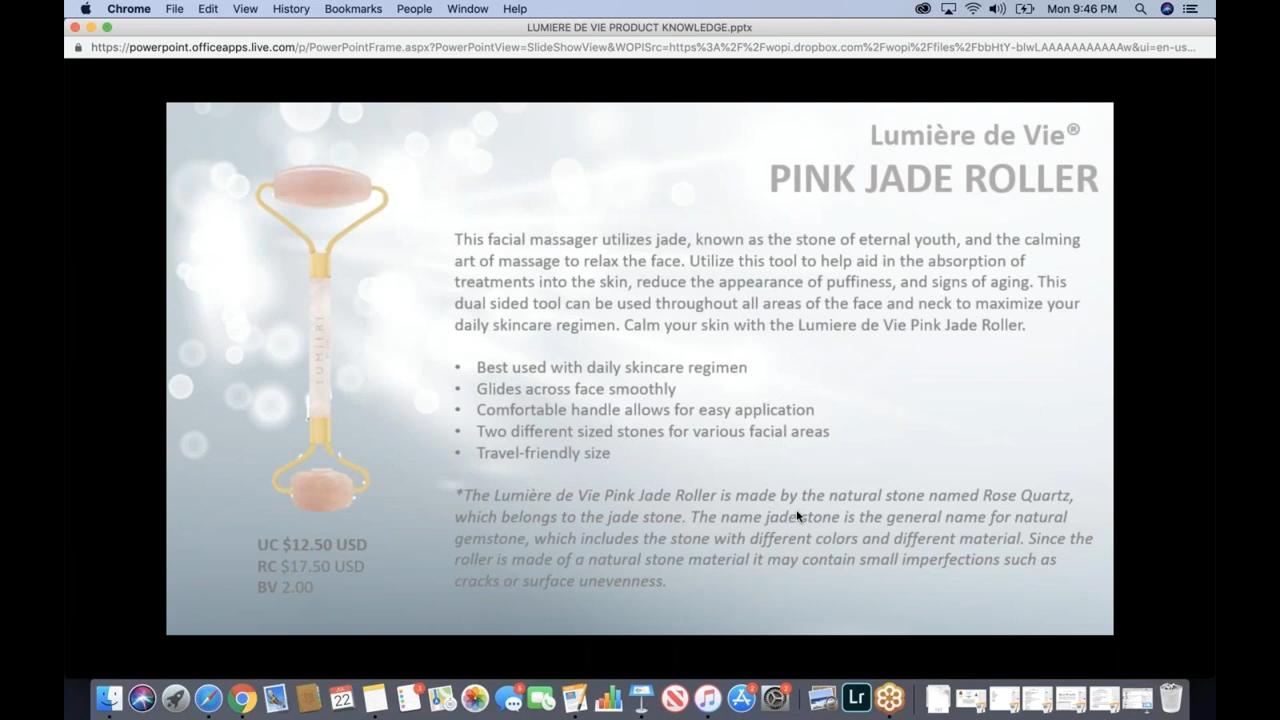 Chrome File Edit View History Bookmarks People Window Help Mon 9:46 PM
LUMIERE DE VIE PRODUCT KNOWLEDGE.pptx
https://powerpoint.officeapps.live.com/p/PowerPointFrame.aspx?PowerPointView=SlideShowView&WOPISrc=https%3A%2F%2Fwopi.dropbox.com%2Fwopi%2Ffiles%2FbbHtY-blwLAAAAAAAAAAAw&ui=en-us...
Lumière de Vie®
PINK JADE ROLLER
This facial massager utilizes jade, known as the stone of eternal youth, and the calming
art of massage to relax the face. Utilize this tool to help aid in the absorption of
treatments into the skin, reduce the appearance of puffiness, and signs of aging. This
dual sided tool can be used throughout all areas of the face and neck to maximize your
daily skincare regimen. Calm your skin with the Lumiere de Vie Pink Jade Roller.
• Best used with daily skincare regimen
• Glides across face smoothly
• Comfortable handle allows for easy application
• Two different sized stones for various facial areas
• Travel-friendly size
*The Lumière de Vie Pink Jade Roller is made by the natural stone named Rose Quartz,
which belongs to the jade stone. The name jade stone is the general name for natural
gemstone, which includes the stone with different colors and different material. Since the
roller is made of a natural stone material it may contain small imperfections such as
cracks or surface unevenness.
LUMIÈRE
UC $12.50 USD
RC $17.50 USD
BV 2.00
22
Lr